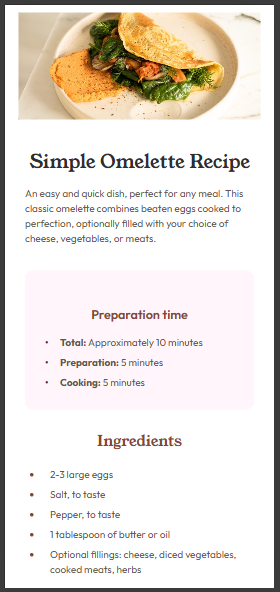 Simple Omelette Recipe
An easy and quick dish, perfect for any meal. This
classic omelette combines beaten eggs cooked to
perfection, optionally filled with your choice of
cheese, vegetables, or meats.
Preparation time
• Total: Approximately 10 minutes
• Preparation: 5 minutes
• Cooking: 5 minutes
Ingredients
• 2-3 large eggs
• Salt, to taste
• Pepper, to taste
• 1 tablespoon of butter or oil
• Optional fillings: cheese, diced vegetables,
cooked meats, herbs